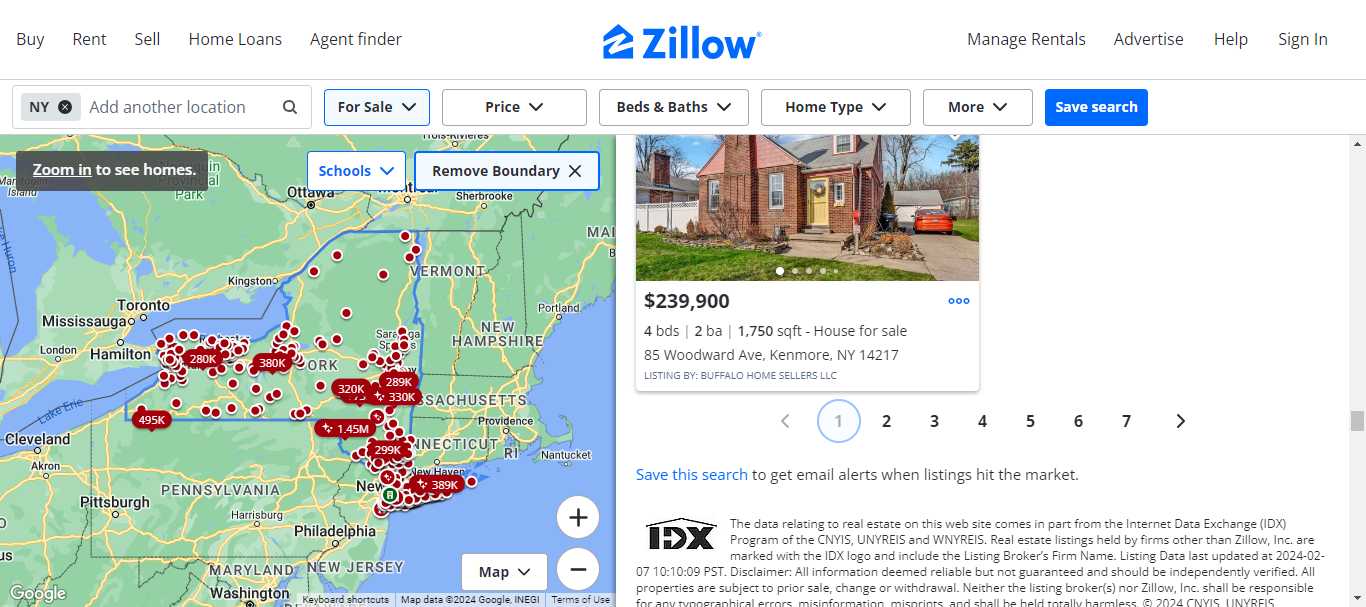 Buy Rent Sell Home Loans Agent finder Zillow Manage Rentals Advertise Help Sign In
NY Add another location For Sale Price Beds & Baths Home Type More Save search
Zoom in to see homes.
Schools
Remove Boundary
Park
Ottawa
Montreal
Sherbrooke
VERMONT
Kingston
Toronto
Mississauga
London
Hamilton
Portland
NEW
HAMPSHIRE
280K
380K
320K
289K
330K
495K
1.45M
299K
389K
Lake Erie
Cleveland
Akron
Pittsburgh
PENNSYLVANIA
Harrisburg
Philadelphia
MARYLAND
NEW JERSEY
Washington
Providence
RI
Nantucket
New Haven
Map
Google
Keyboard shortcuts
Map data ©2024 Google, INEGI
Terms of Use
$239,900
4 bds | 2 ba | 1,750 sqft - House for sale
85 Woodward Ave, Kenmore, NY 14217
LISTING BY: BUFFALO HOME SELLERS LLC
1 2 3 4 5 6 7
Save this search to get email alerts when listings hit the market.
IDX
The data relating to real estate on this web site comes in part from the Internet Data Exchange (IDX)
Program of the CNYIS, UNYREIS and WNYREIS. Real estate listings held by firms other than Zillow, Inc. are
marked with the IDX logo and include the Listing Broker's Firm Name. Listing Data last updated at 2024-02-
07 10:10:09 PST. Disclaimer: All information deemed reliable but not guaranteed and should be independently verified. All
properties are subject to prior sale, change or withdrawal. Neither the listing broker(s) nor Zillow, Inc. shall be responsible
for any typographical errors, misinformation, misprints, and shall be held totally harmless. © 2024 CNYIS, UNYREIS